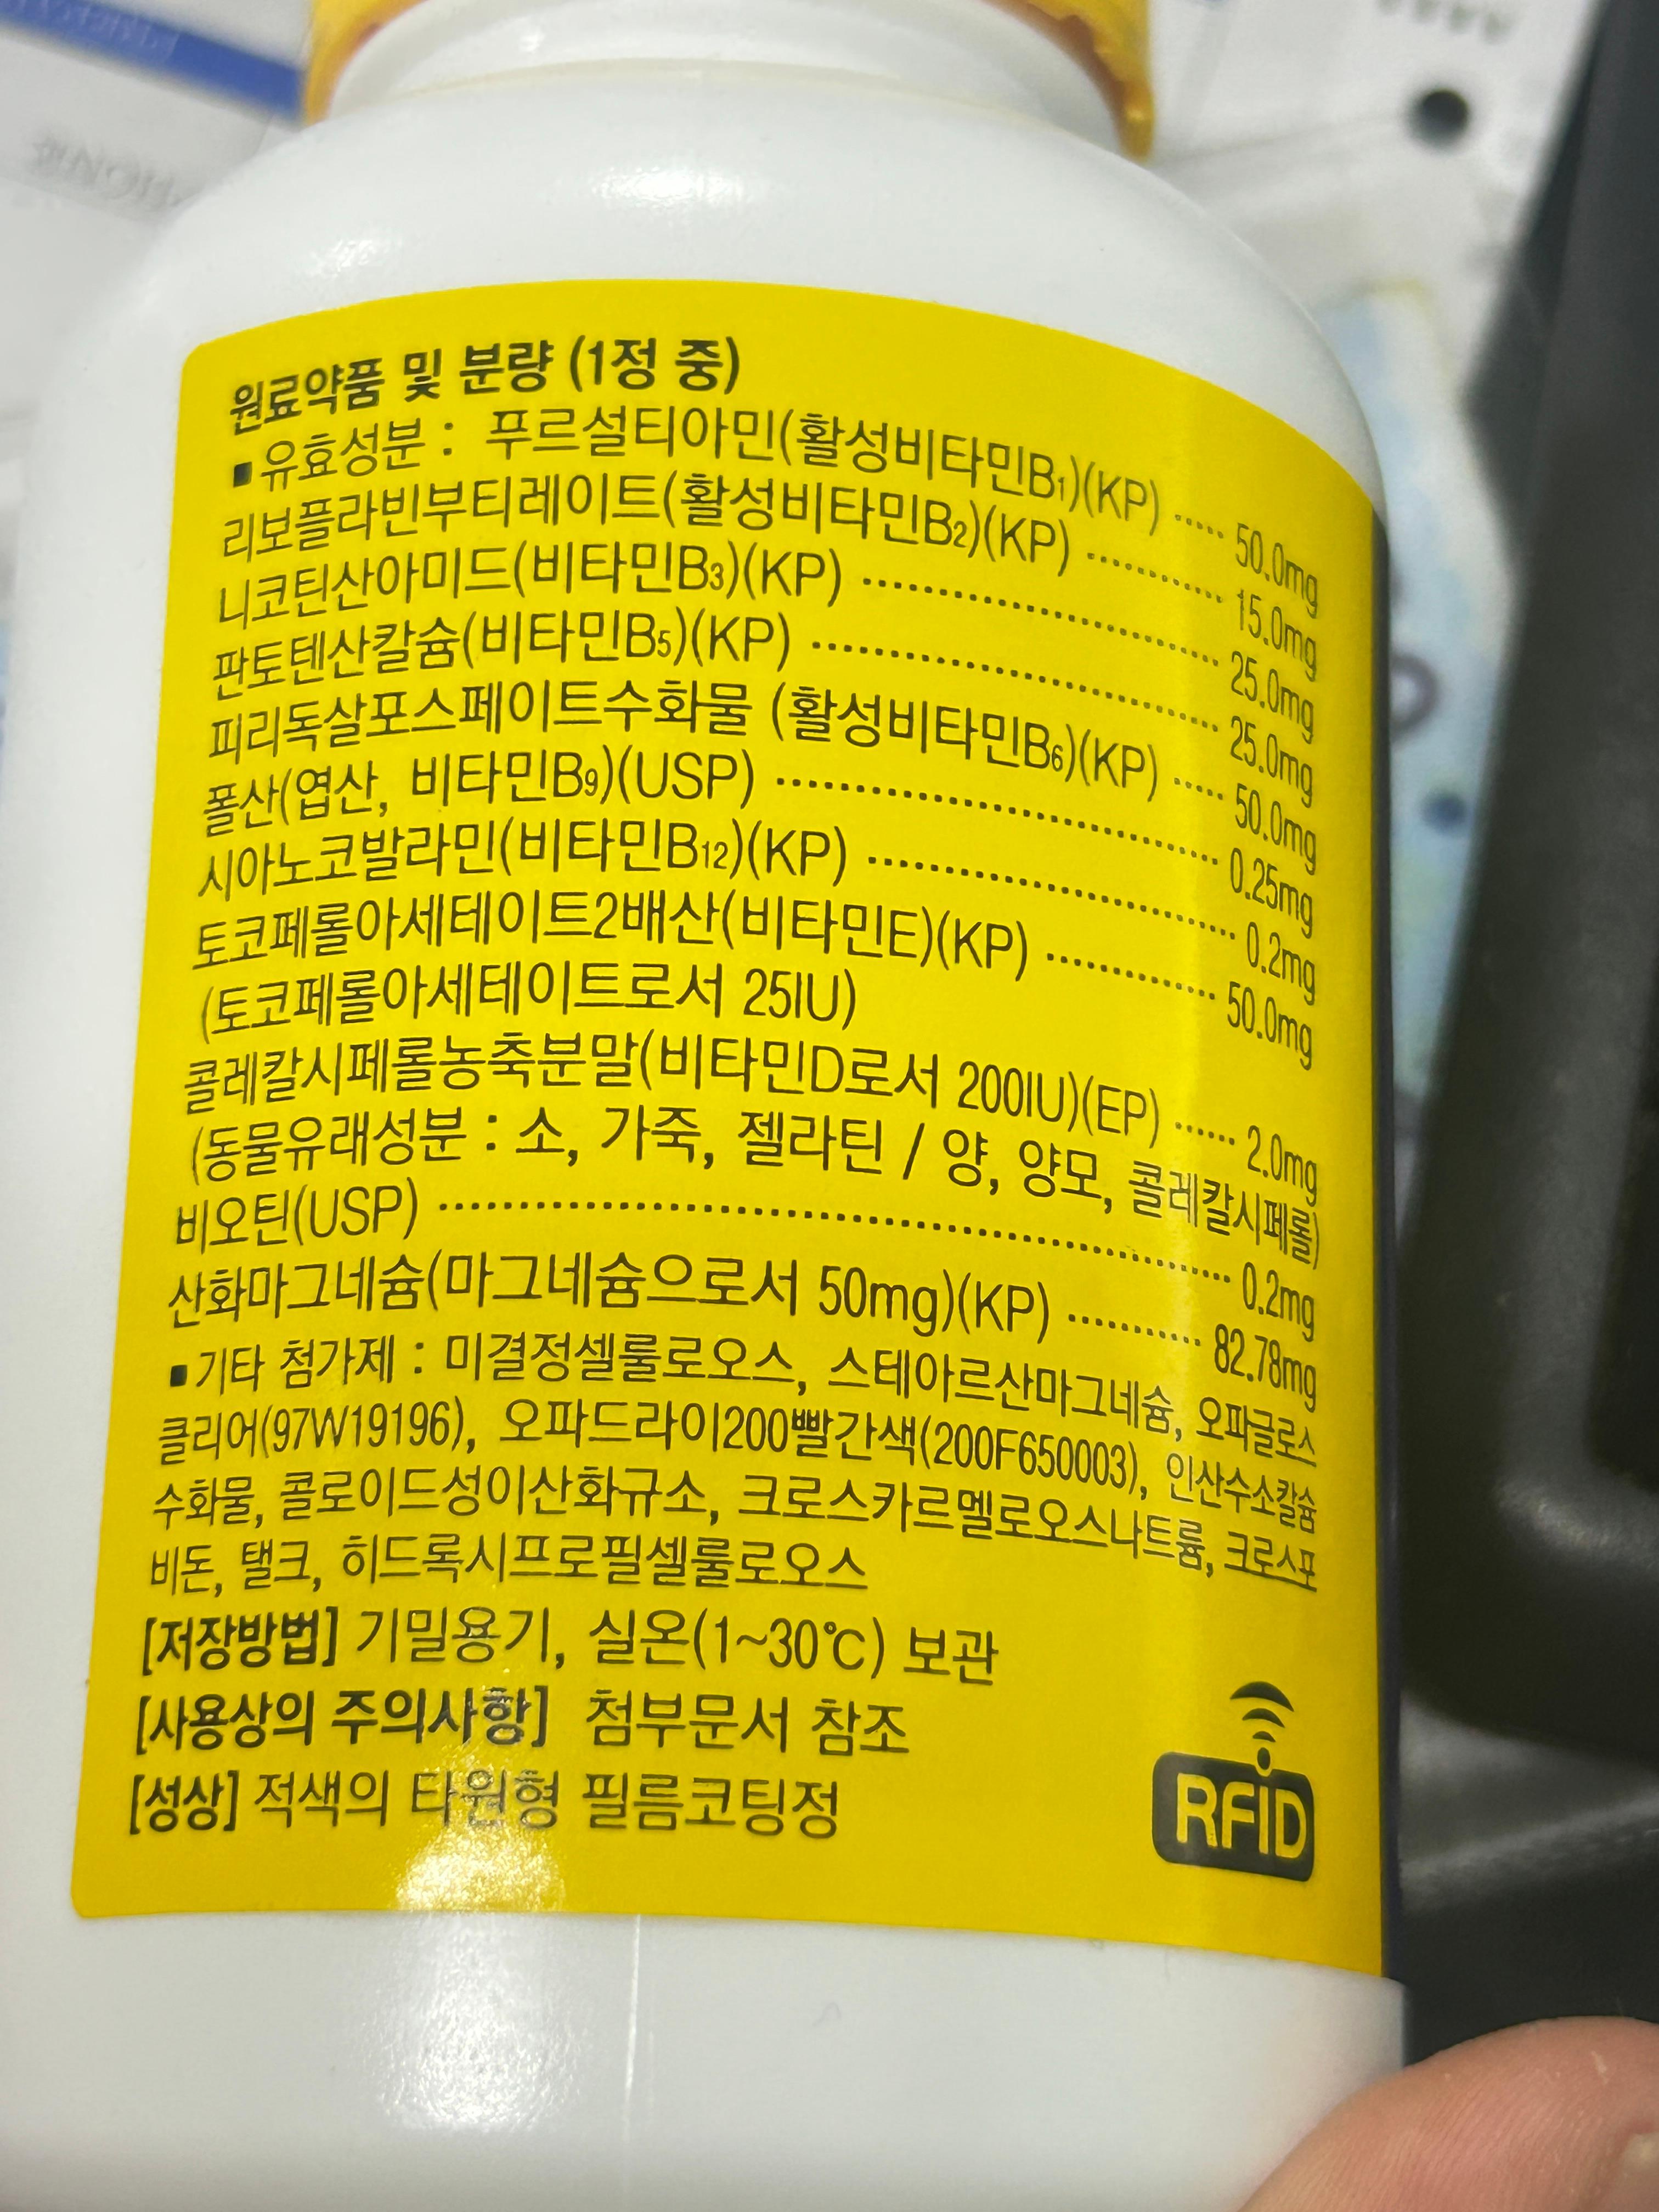 원료약품 및 분량 (1정 중)
▪유효성분 : 푸르설티아민(활성비타민B₁)(KP) ····· 50.0mg
리보플라빈부티레이트(활성비타민B₂)(KP) ············ 15.0mg
니코틴산아미드(비타민B₃)(KP) ······························ 25.0mg
판토텐산칼슘(비타민B₅)(KP) ·································· 25.0mg
피리독살포스페이트수화물 (활성비타민B₆)(KP) ····· 50.0mg
폴산(엽산, 비타민B₉)(USP) ···································· 0.25mg
시아노코발라민(비타민B₁₂)(KP) ······························ 0.2mg
토코페롤아세테이트2배산(비타민E)(KP) ··············· 50.0mg
(토코페롤아세테이트로서 25IU)
콜레칼시페롤농축분말(비타민D로서 200IU)(EP) ······ 2.0mg
(동물유래성분 : 소, 가죽, 젤라틴 / 양, 양모, 콜레칼시페롤)
비오틴(USP) ·························································· 0.2mg
산화마그네슘(마그네슘으로서 50mg)(KP) ··········· 82.78mg
▪기타 첨가제 : 미결정셀룰로오스, 스테아르산마그네슘, 오파글로스
클리어(97W19196), 오파드라이200빨간색(200F650003), 인산수소칼슘
수화물, 콜로이드성이산화규소, 크로스카르멜로오스나트륨, 크로스포
비돈, 탤크, 히드록시프로필셀룰로오스
[저장방법] 기밀용기, 실온(1~30℃) 보관
[사용상의 주의사항] 첨부문서 참조
[성상] 적색의 타원형 필름코팅정
RFiD